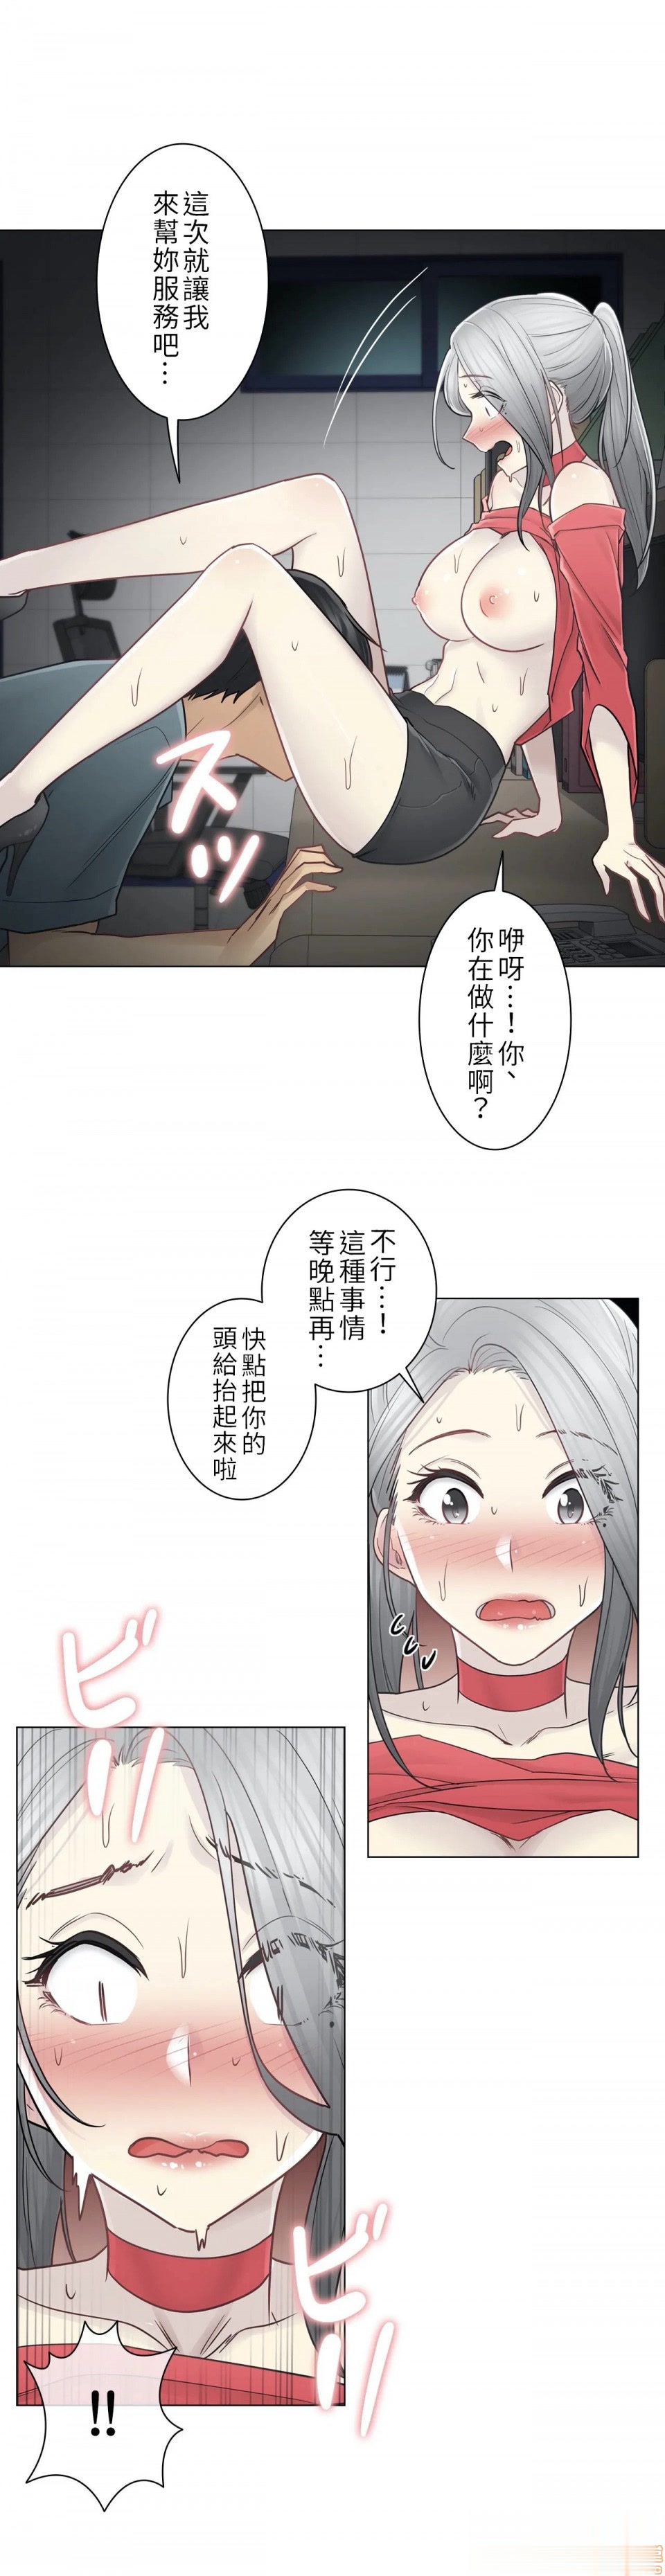 這次就讓我
來幫妳服務吧…
スッ
咿呀…！你、
你在做什麼啊？
不行…！
這種事情
等晚點再…
快點把你的
頭給抬起來啦
ビリ
ビリ
!!